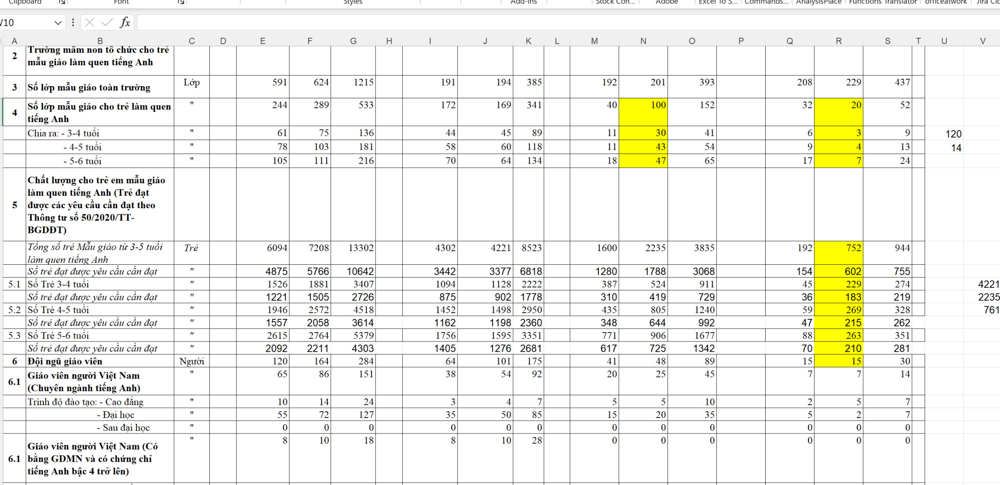 Clipboard Font Styles Add-ins Stock Con... Adobe Excel To S... Commands... AnalysisPlace Functions Translator officeatwork
10 fx
A B C D E F G H I J K L M N O P Q R S T U V
2 Trường mầm non tổ chức cho trẻ
mẫu giáo làm quen tiếng Anh
3 Số lớp mẫu giáo toàn trường Lớp 591 624 1215 191 194 385 192 201 393 208 229 437
4 Số lớp mẫu giáo cho trẻ làm quen " 244 289 533 172 169 341 40 100 152 32 20 52
tiếng Anh
Chia ra: - 3-4 tuổi " 61 75 136 44 45 89 11 30 41 6 3 9 120
- 4-5 tuổi " 78 103 181 58 60 118 11 43 54 9 4 13 14
- 5-6 tuổi " 105 111 216 70 64 134 18 47 65 17 7 24
Chất lượng cho trẻ em mẫu giáo
làm quen tiếng Anh (Trẻ đạt
5 được các yêu cầu cần đạt theo
Thông tư số 50/2020/TT-
BGDĐT)
Tổng số trẻ Mẫu giáo từ 3-5 tuổi Trẻ 6094 7208 13302 4302 4221 8523 1600 2235 3835 192 752 944
làm quen tiếng Anh
Số trẻ đạt được yêu cầu cần đạt " 4875 5766 10642 3442 3377 6818 1280 1788 3068 154 602 755
5.1 Số Trẻ 3-4 tuổi " 1526 1881 3407 1094 1128 2222 387 524 911 45 229 274 4221
Số trẻ đạt được yêu cầu cần đạt " 1221 1505 2726 875 902 1778 310 419 729 36 183 219 2235
5.2 Số Trẻ 4-5 tuổi " 1946 2572 4518 1452 1498 2950 435 805 1240 59 269 328 761
Số trẻ đạt được yêu cầu cần đạt " 1557 2058 3614 1162 1198 2360 348 644 992 47 215 262
5.3 Số Trẻ 5-6 tuổi " 2615 2764 5379 1756 1595 3351 771 906 1677 88 263 351
Số trẻ đạt được yêu cầu cần đạt " 2092 2211 4303 1405 1276 2681 617 725 1342 70 210 281
6 Đội ngũ giáo viên Người 120 164 284 64 101 175 41 48 89 15 15 30
6.1 Giáo viên người Việt Nam " 65 86 151 38 54 92 20 25 45 7 7 14
(Chuyên ngành tiếng Anh)
Trình độ đào tạo: - Cao đẳng " 10 14 24 3 4 7 5 5 10 2 5 7
- Đại học " 55 72 127 35 50 85 15 20 35 5 2 7
- Sau đại học " 0 0 0 0 0 0 0 0 0 0 0 0
Giáo viên người Việt Nam (Có " 8 10 18 8 10 28 0 0 0 0 0 0
6.1 bằng GDMN và có chứng chỉ
tiếng Anh bậc 4 trở lên)